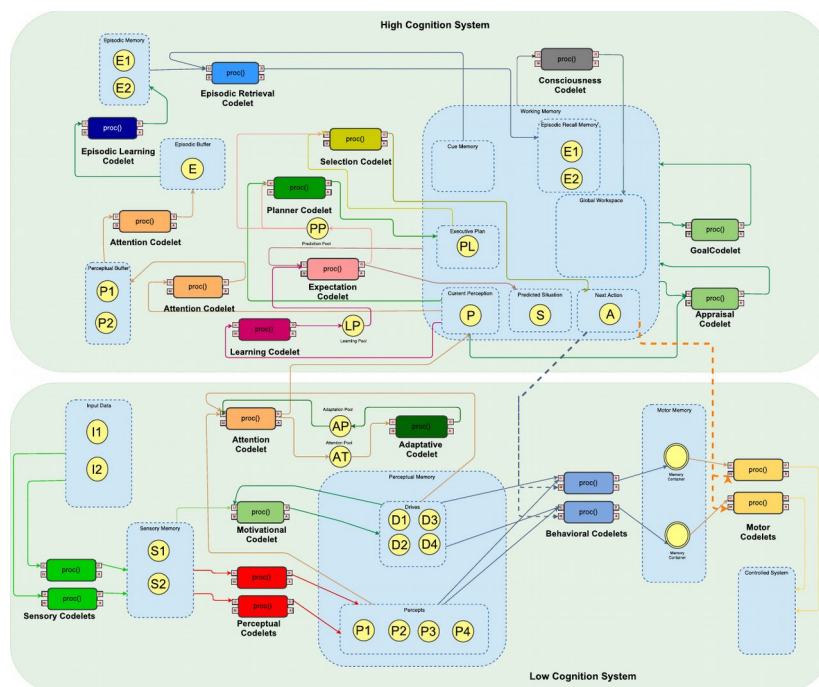 High Cognition System
Episodic Memory
E1
E2
proc()
Episodic Retrieval
Codelet
proc()
Consciousness
Codelet
proc()
Episodic Learning
Codelet
Episodic Buffer
E
proc()
Selection Codelet
Working Memory
Cue Memory
Episodic Recall Memory
E1
E2
proc()
Planner Codelet
PP
Prediction Pool
Executive Plan
PL
Global Workspace
proc()
GoalCodelet
proc()
Attention Codelet
Perceptual Buffer
P1
P2
proc()
Attention Codelet
proc()
Expectation
Codelet
Current Perception
P
Predicted Situation
S
Next Action
A
proc()
Appraisal
Codelet
proc()
Learning Codelet
LP
Learning Pool
Input Data
I1
I2
proc()
Attention
Codelet
Adaptation Pool
AP
Attention Pool
AT
proc()
Adaptive
Codelet
Motor Memory
Memory
Container
Memory
Container
proc()
proc()
Motor
Codelets
Perceptual Memory
Drives
D1
D3
D2
D4
proc()
proc()
Behavioral Codelets
Sensory Memory
S1
S2
proc()
Motivational
Codelet
proc()
proc()
Sensory Codelets
proc()
proc()
Perceptual
Codelets
Percepts
P1
P2
P3
P4
Controlled System
Low Cognition System